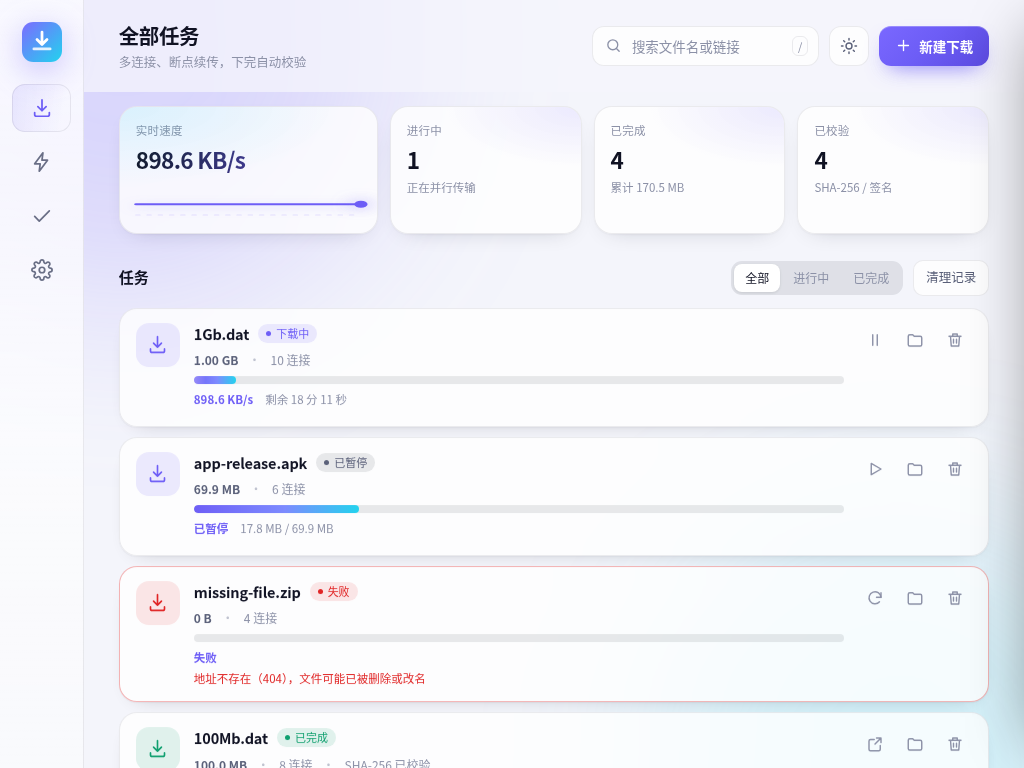 全部任务
多连接、断点续传，下完自动校验
搜索文件名或链接
/
新建下载
实时速度
898.6 KB/s
进行中
1
正在并行传输
已完成
4
累计 170.5 MB
已校验
4
SHA-256 / 签名
任务
全部
进行中
已完成
清理记录
1Gb.dat
下载中
1.00 GB · 10 连接
898.6 KB/s 剩余 18 分 11 秒
app-release.apk
已暂停
69.9 MB · 6 连接
已暂停 17.8 MB / 69.9 MB
missing-file.zip
失败
0 B · 4 连接
失败
地址不存在（404），文件可能已被删除或改名
100Mb.dat
已完成
100.0 MB · 8 连接 · SHA-256 已校验